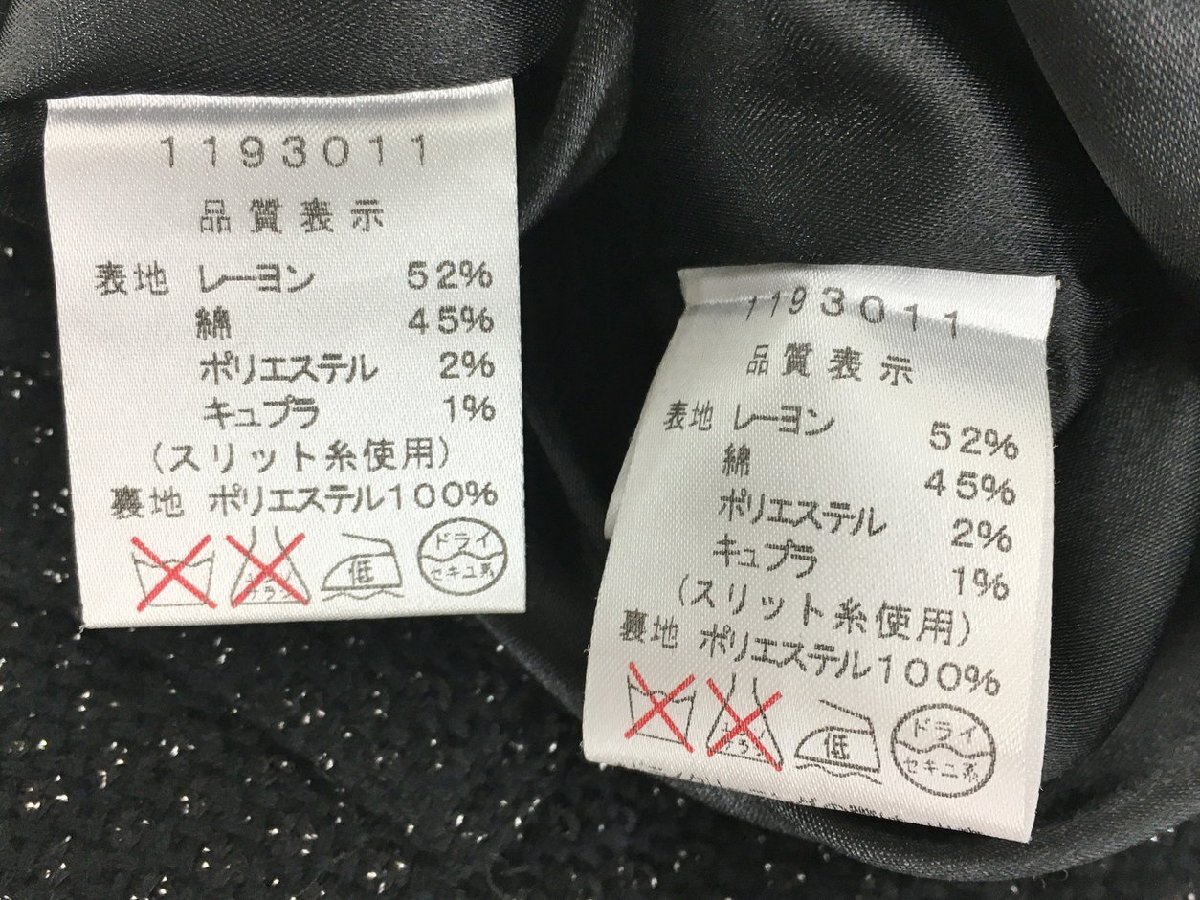 1193011
品質表示
表地 レーヨン 52%
綿 45%
ポリエステル 2%
キュプラ 1%
(スリット糸使用)
裏地 ポリエステル100%
低
ドライ
セキユ系
1193011
品質表示
表地 レーヨン 52%
綿 45%
ポリエステル 2%
キュプラ 1%
(スリット糸使用)
裏地 ポリエステル100%
低
ドライ
セキユ系